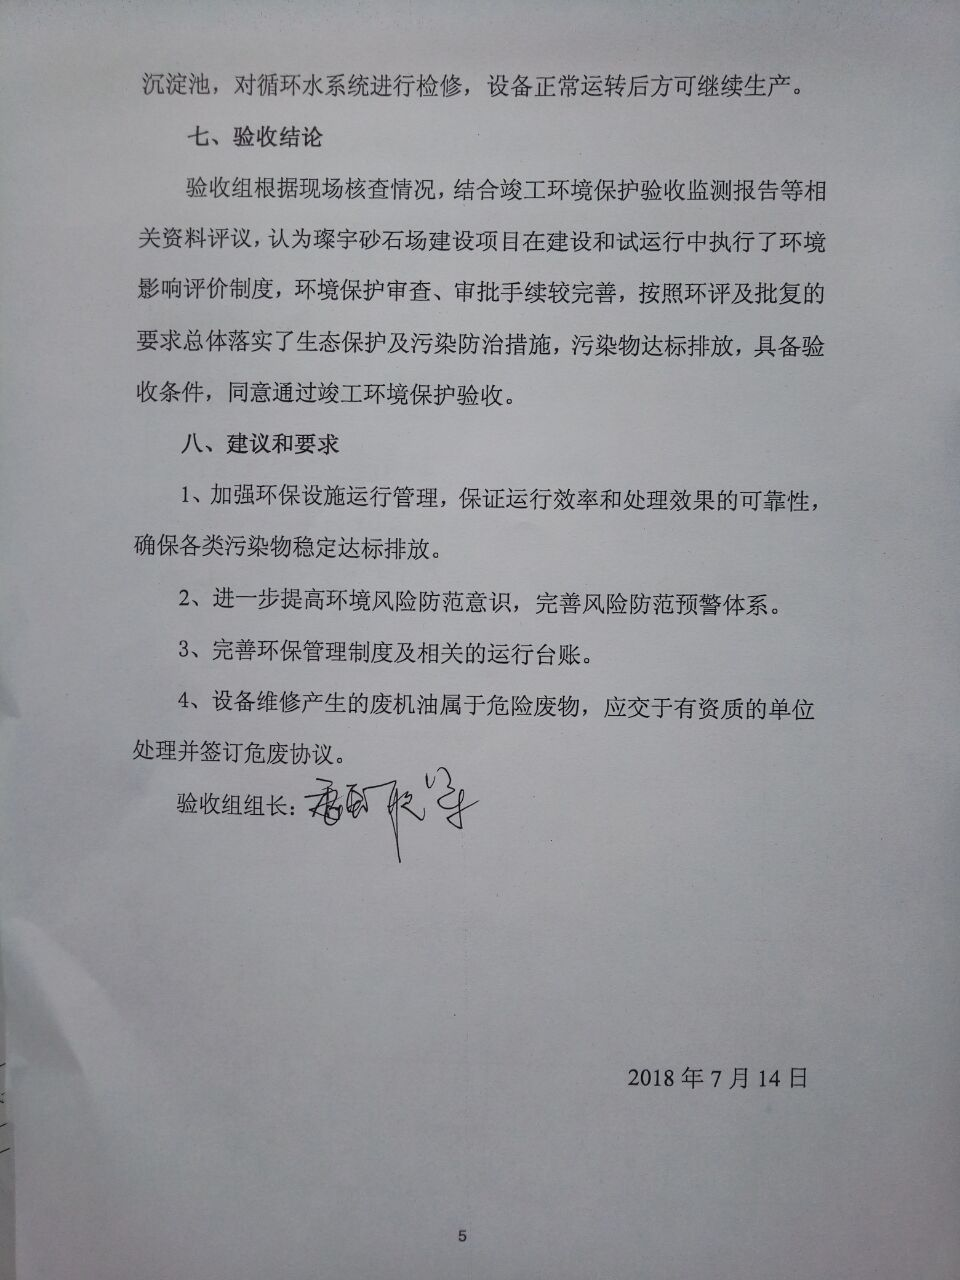 沉淀池，对循环水系统进行检修，设备正常运转后方可继续生产。
七、验收结论
验收组根据现场核查情况，结合竣工环境保护验收监测报告等相
关资料评议，认为璨宇砂石场建设项目在建设和试运行中执行了环境
影响评价制度，环境保护审查、审批手续较完善，按照环评及批复的
要求总体落实了生态保护及污染防治措施，污染物达标排放，具备验
收条件，同意通过竣工环境保护验收。
八、建议和要求
1、加强环保设施运行管理，保证运行效率和处理效果的可靠性，
确保各类污染物稳定达标排放。
2、进一步提高环境风险防范意识，完善风险防范预警体系。
3、完善环保管理制度及相关的运行台账。
4、设备维修产生的废机油属于危险废物，应交于有资质的单位
处理并签订危废协议。
验收组组长：
2018 年 7 月 14 日
5